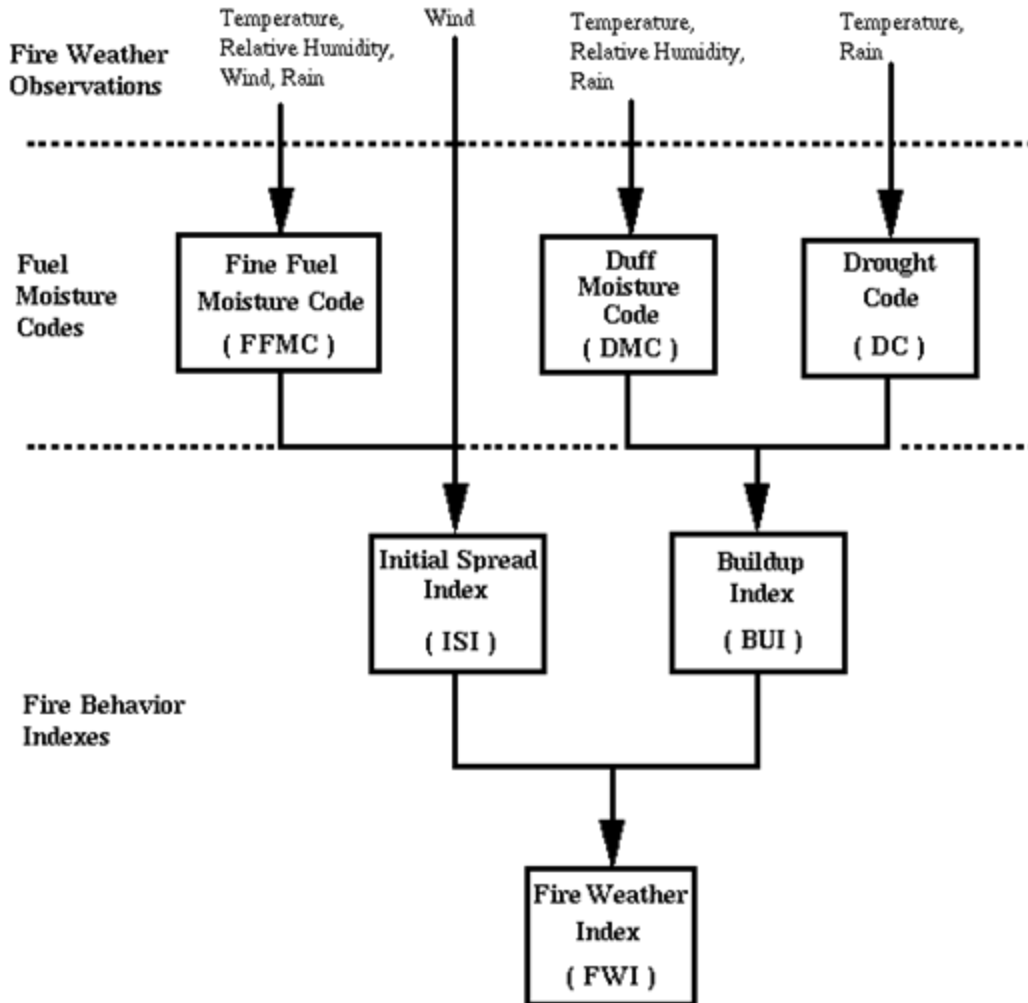 Fire Weather
Observations
Temperature,
Relative Humidity,
Wind, Rain
Wind
Temperature,
Relative Humidity,
Rain
Temperature,
Rain
Fuel
Moisture
Codes
Fine Fuel
Moisture Code
( FFMC )
Duff
Moisture
Code
( DMC )
Drought
Code
( DC )
Fire Behavior
Indexes
Initial Spread
Index
( ISI )
Buildup
Index
( BUI )
Fire Weather
Index
( FWI )